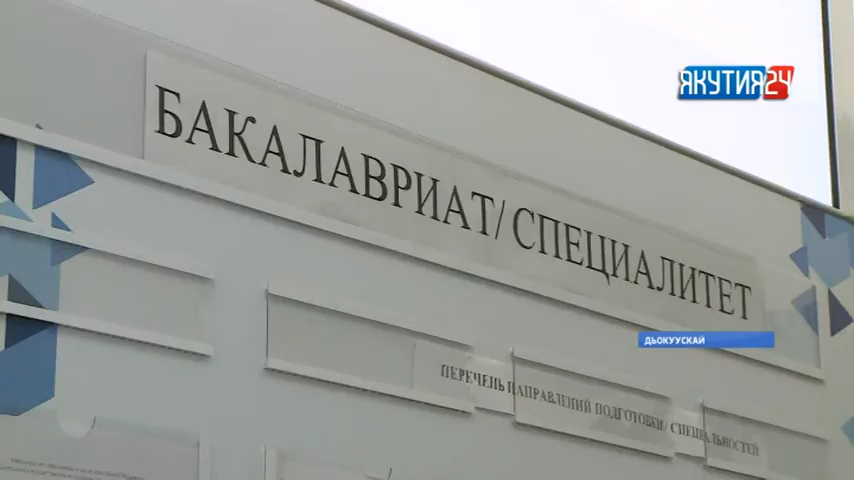 ЯКУТИЯ24
БАКАЛАВРИАТ/ СПЕЦИАЛИТЕТ
ДЬОКУУСКАЙ
ПЕРЕЧЕНЬ НАПРАВЛЕНИЙ ПОДГОТОВКИ / СПЕЦИАЛЬНОСТЕЙ